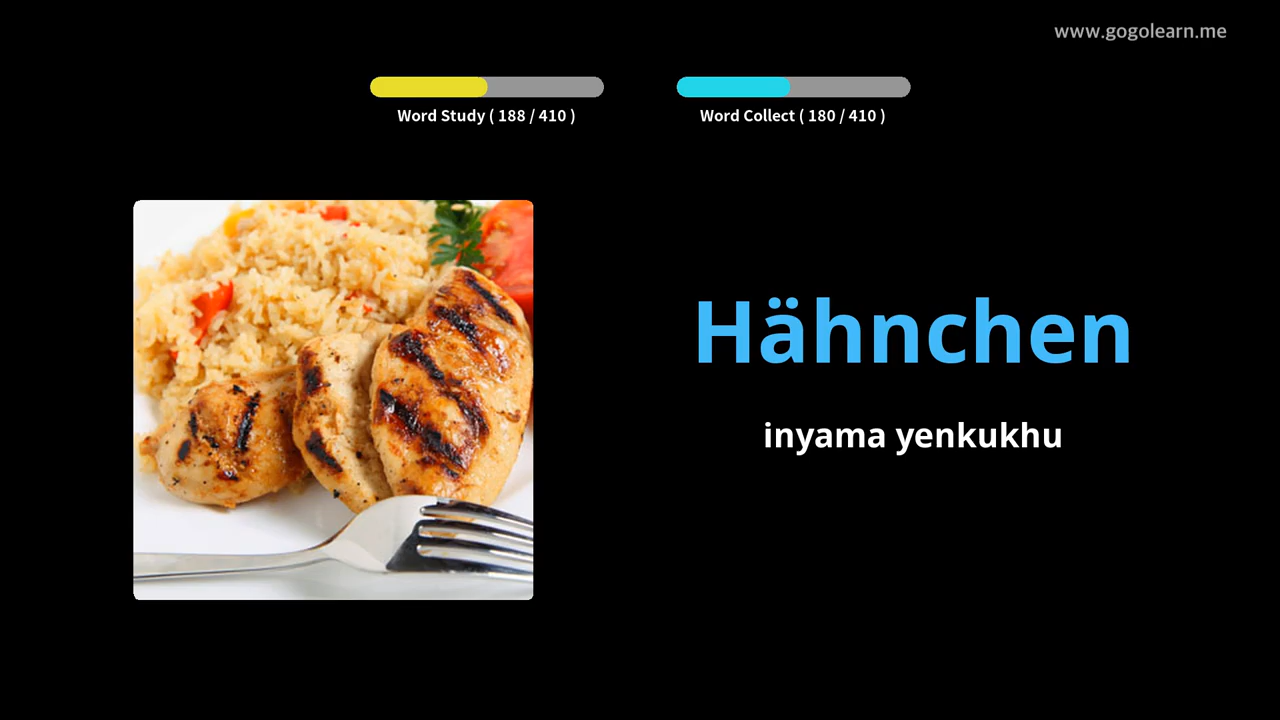 www.gogolearn.me
Word Study ( 188 / 410 )
Word Collect ( 180 / 410 )
Hähnchen
inyama yenkukhu